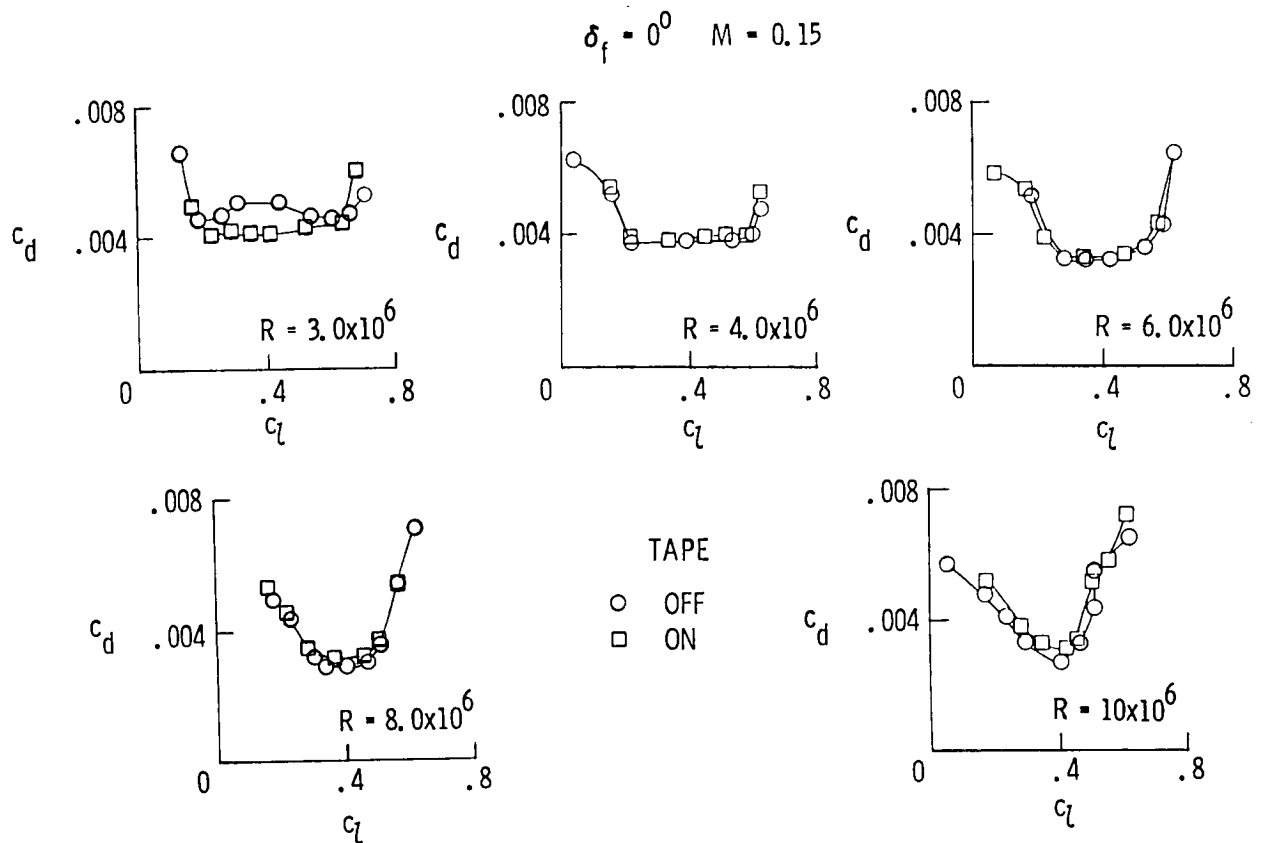 δf = 0° M = 0.15
.008
cd
.004
R = 3.0x10^6
0
.4
.8
cl
.008
cd
.004
R = 4.0x10^6
0
.4
.8
cl
.008
cd
.004
R = 6.0x10^6
0
.4
.8
cl
.008
cd
.004
R = 8.0x10^6
0
.4
.8
cl
TAPE
OFF
ON
.008
cd
.004
R = 10x10^6
0
.4
.8
cl